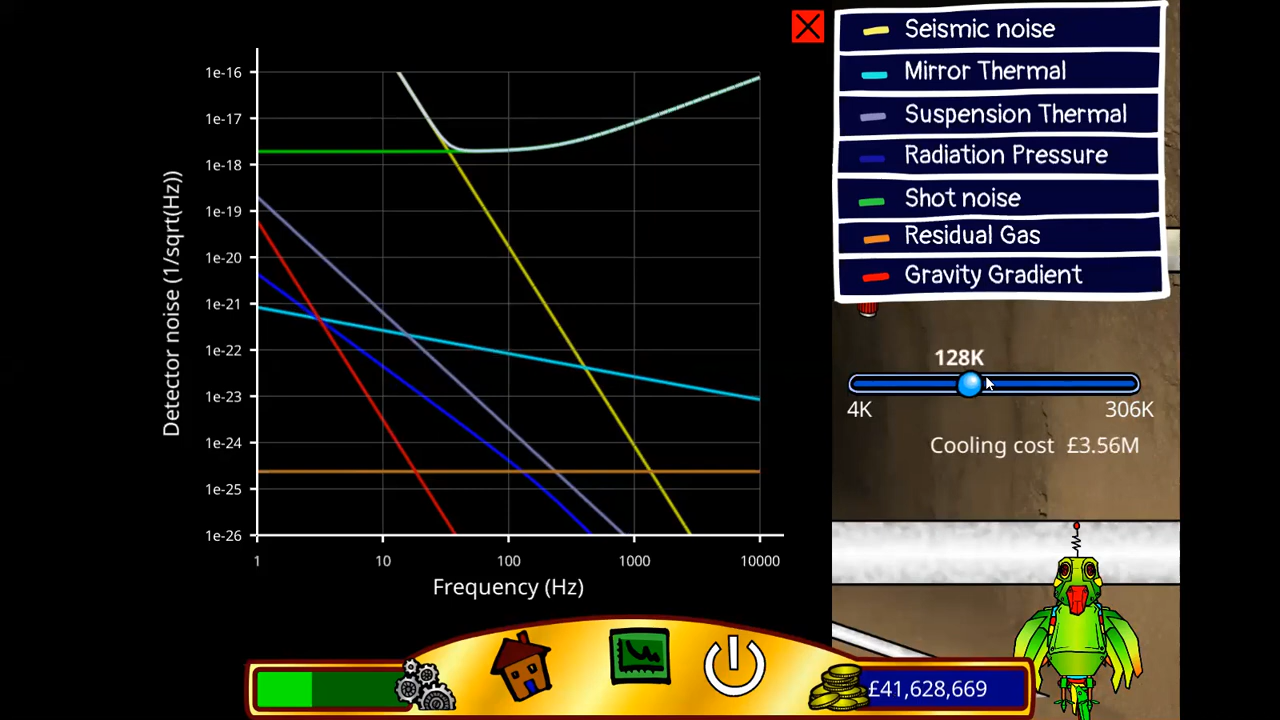 Seismic noise
Mirror Thermal
Suspension Thermal
Radiation Pressure
Shot noise
Residual Gas
Gravity Gradient
Detector noise (1/sqrt(Hz))
1e-16
1e-17
1e-18
1e-19
1e-20
1e-21
1e-22
1e-23
1e-24
1e-25
1e-26
1 10 100 1000 10000
Frequency (Hz)
128K
4K 306K
Cooling cost £3.56M
£41,628,669